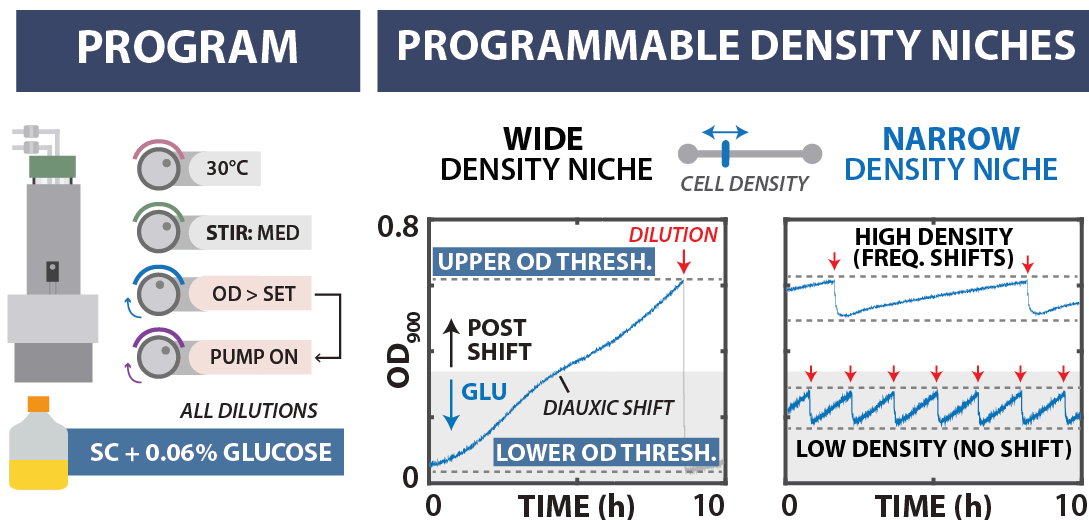 PROGRAM
30°C
STIR: MED
OD > SET
PUMP ON
ALL DILUTIONS
SC + 0.06% GLUCOSE
PROGRAMMABLE DENSITY NICHES
WIDE
DENSITY NICHE
CELL DENSITY
NARROW
DENSITY NICHE
0.8
OD900
0
DILUTION
UPPER OD THRESH.
POST
SHIFT
GLU
DIAUXIC SHIFT
LOWER OD THRESH.
0
TIME (h)
10
HIGH DENSITY
(FREQ. SHIFTS)
LOW DENSITY (NO SHIFT)
0
TIME (h)
10